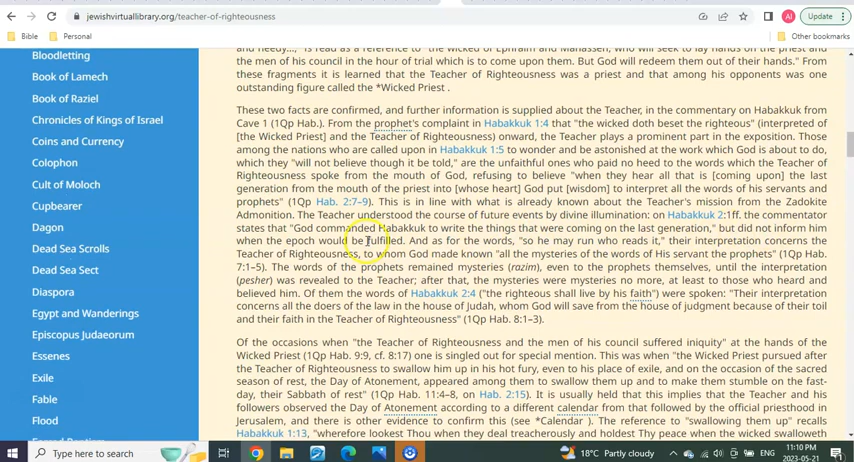 jewishvirtuallibrary.org/teacher-of-righteousness
AI
Update
Bible
Portal
Other bookmarks
Bloodletting
Book of Lamech
Book of Raziel
Chronicles of Kings of Israel
Coins and Currency
Colophon
Cult of Moloch
Cupbearer
Dagon
Dead Sea Scrolls
Dead Sea Sect
Diaspora
Egypt and Wandering
Episcopus Judaeorum
Essenes
Exile
Fable
Flood
and needy...," is read as a reference to "the wicked of Ephraim and Manasseh, who will seek to lay hands on the priest and
the men of his council in the hour of trial which is to come upon them. But God will redeem them out of their hands." From
these fragments it is learned that the Teacher of Righteousness was a priest and that among his opponents was one
outstanding figure called the *Wicked Priest .
These two facts are confirmed, and further information is supplied about the Teacher, in the commentary on Habakkuk from
Cave 1 (1Qp Hab.). From the prophet's complaint in Habakkuk 1:4 that "the wicked doth beset the righteous" (interpreted of
[the Wicked Priest] and the Teacher of Righteousness) onward, the Teacher plays a prominent part in the exposition. Those
among the nations who are called upon in Habakkuk 1:5 to wonder and be astonished at the work which God is about to do,
which they "will not believe though it be told," are the unfaithful ones who paid no heed to the words which the Teacher of
Righteousness spoke from the mouth of God, refusing to believe "when they hear all that is [coming upon] the last
generation from the mouth of the priest into [whose heart] God put [wisdom] to interpret all the words of his servants and
prophets" (1Qp Hab. 2:7–9). This is in line with what is already known about the Teacher's mission from the Zadokite
Admonition. The Teacher understood the course of future events by divine illumination: on Habakkuk 2:1ff. the commentator
states that "God commanded Habakkuk to write the things that were coming on the last generation," but did not inform him
when the epoch would be fulfilled. And as for the words, "so he may run who reads it," their interpretation concerns the
Teacher of Righteousness, to whom God made known "all the mysteries of the words of His servant the prophets" (1Qp Hab.
7:1–5). The words of the prophets remained mysteries (razim), even to the prophets themselves, until the interpretation
(pesher) was revealed to the Teacher; after that, the mysteries were mysteries no more, at least to those who heard and
believed him. Of them the words of Habakkuk 2:4 ("the righteous shall live by his faith") were spoken: "Their interpretation
concerns all the doers of the law in the house of Judah, whom God will save from the house of judgment because of their toil
and their faith in the Teacher of Righteousness" (1Qp Hab. 8:1–3).
Of the occasions when "the Teacher of Righteousness and the men of his council suffered iniquity" at the hands of the
Wicked Priest (1Qp Hab. 9:9, cf. 8:17) one is singled out for special mention. This was when "the Wicked Priest pursued after
the Teacher of Righteousness to swallow him up in his hot fury, even to his place of exile, and on the occasion of the sacred
season of rest, the Day of Atonement, appeared among them to swallow them up and to make them stumble on the fast-
day, their Sabbath of rest" (1Qp Hab. 11:4–8, on Hab. 2:15). It is usually held that this implies that the Teacher and his
followers observed the Day of Atonement according to a different calendar from that followed by the official priesthood in
Jerusalem, and there is other evidence to confirm this (see *Calendar ). The reference to "swallowing them up" recalls
Habakkuk 1:13, "wherefore lookest Thou when they deal treacherously and holdest Thy peace when the wicked swalloweth
Type here to search
18°C Partly cloudy
11:10 PM
2023-05-21